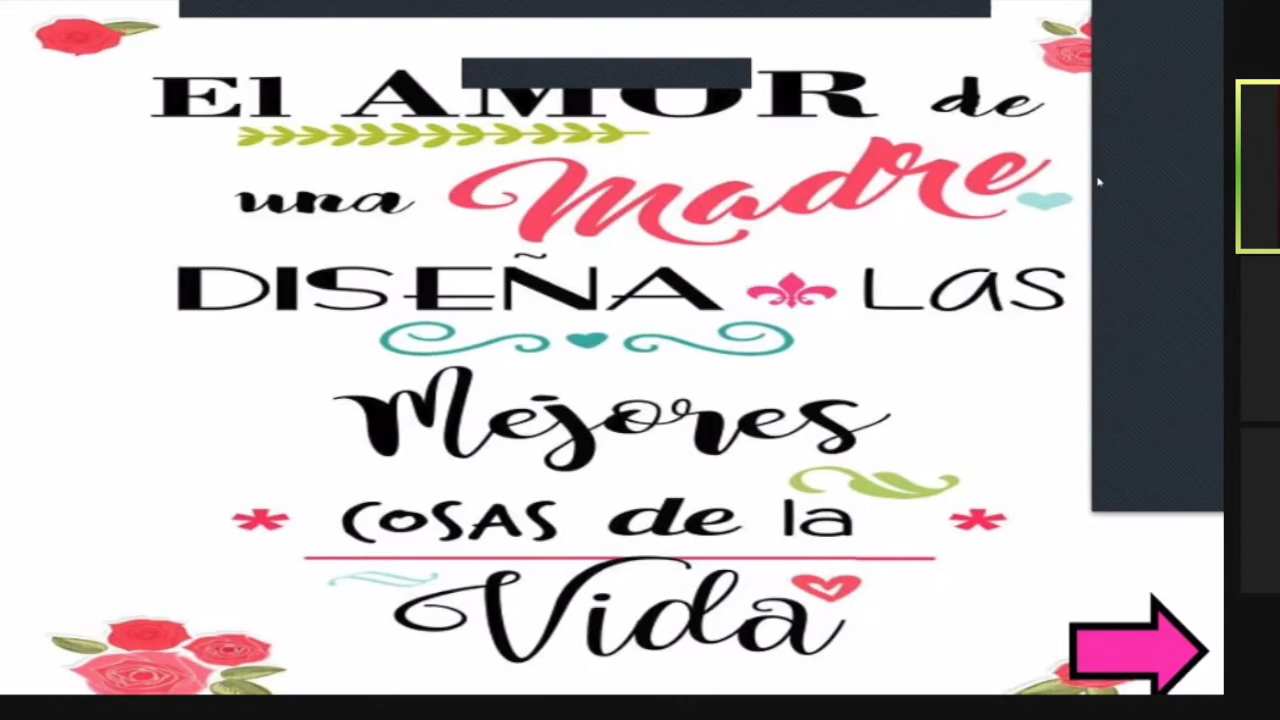 El AMOR de
una Madre
DISEÑA LAS
Mejores
COSAS de la
Vida